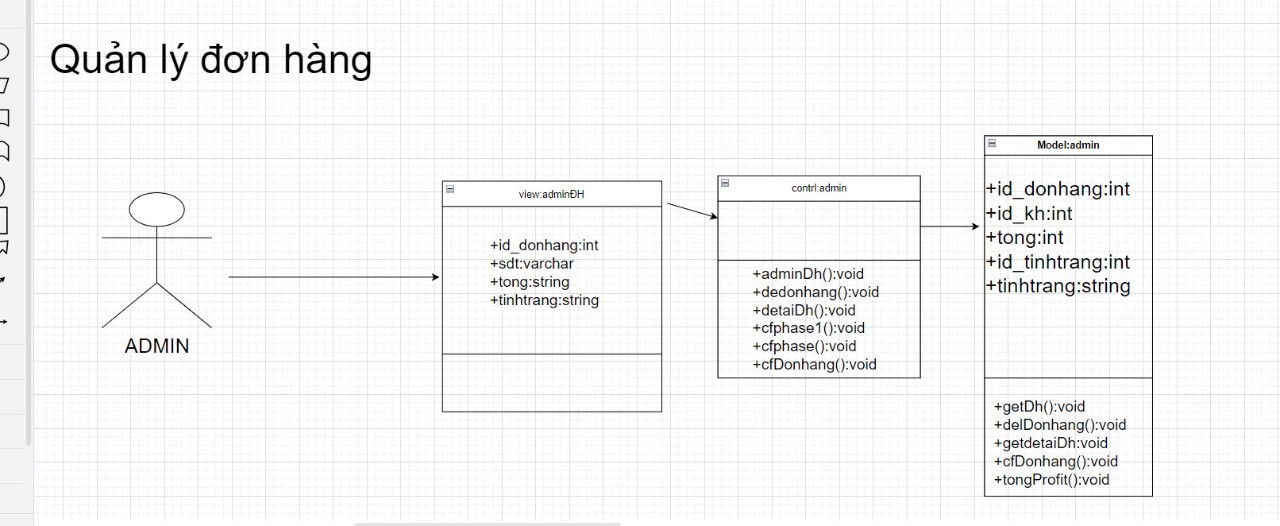 Quản lý đơn hàng
ADMIN
view:adminĐH
+id_donhang:int
+sdt:varchar
+tong:string
+tinhtrang:string
contrl:admin
+adminDh():void
+dedonhang():void
+detaiDh():void
+cfphase1():void
+cfphase():void
+cfDonhang():void
Model:admin
+id_donhang:int
+id_kh:int
+tong:int
+id_tinhtrang:int
+tinhtrang:string
+getDh():void
+delDonhang():void
+getdetaiDh:void
+cfDonhang():void
+tongProfit():void